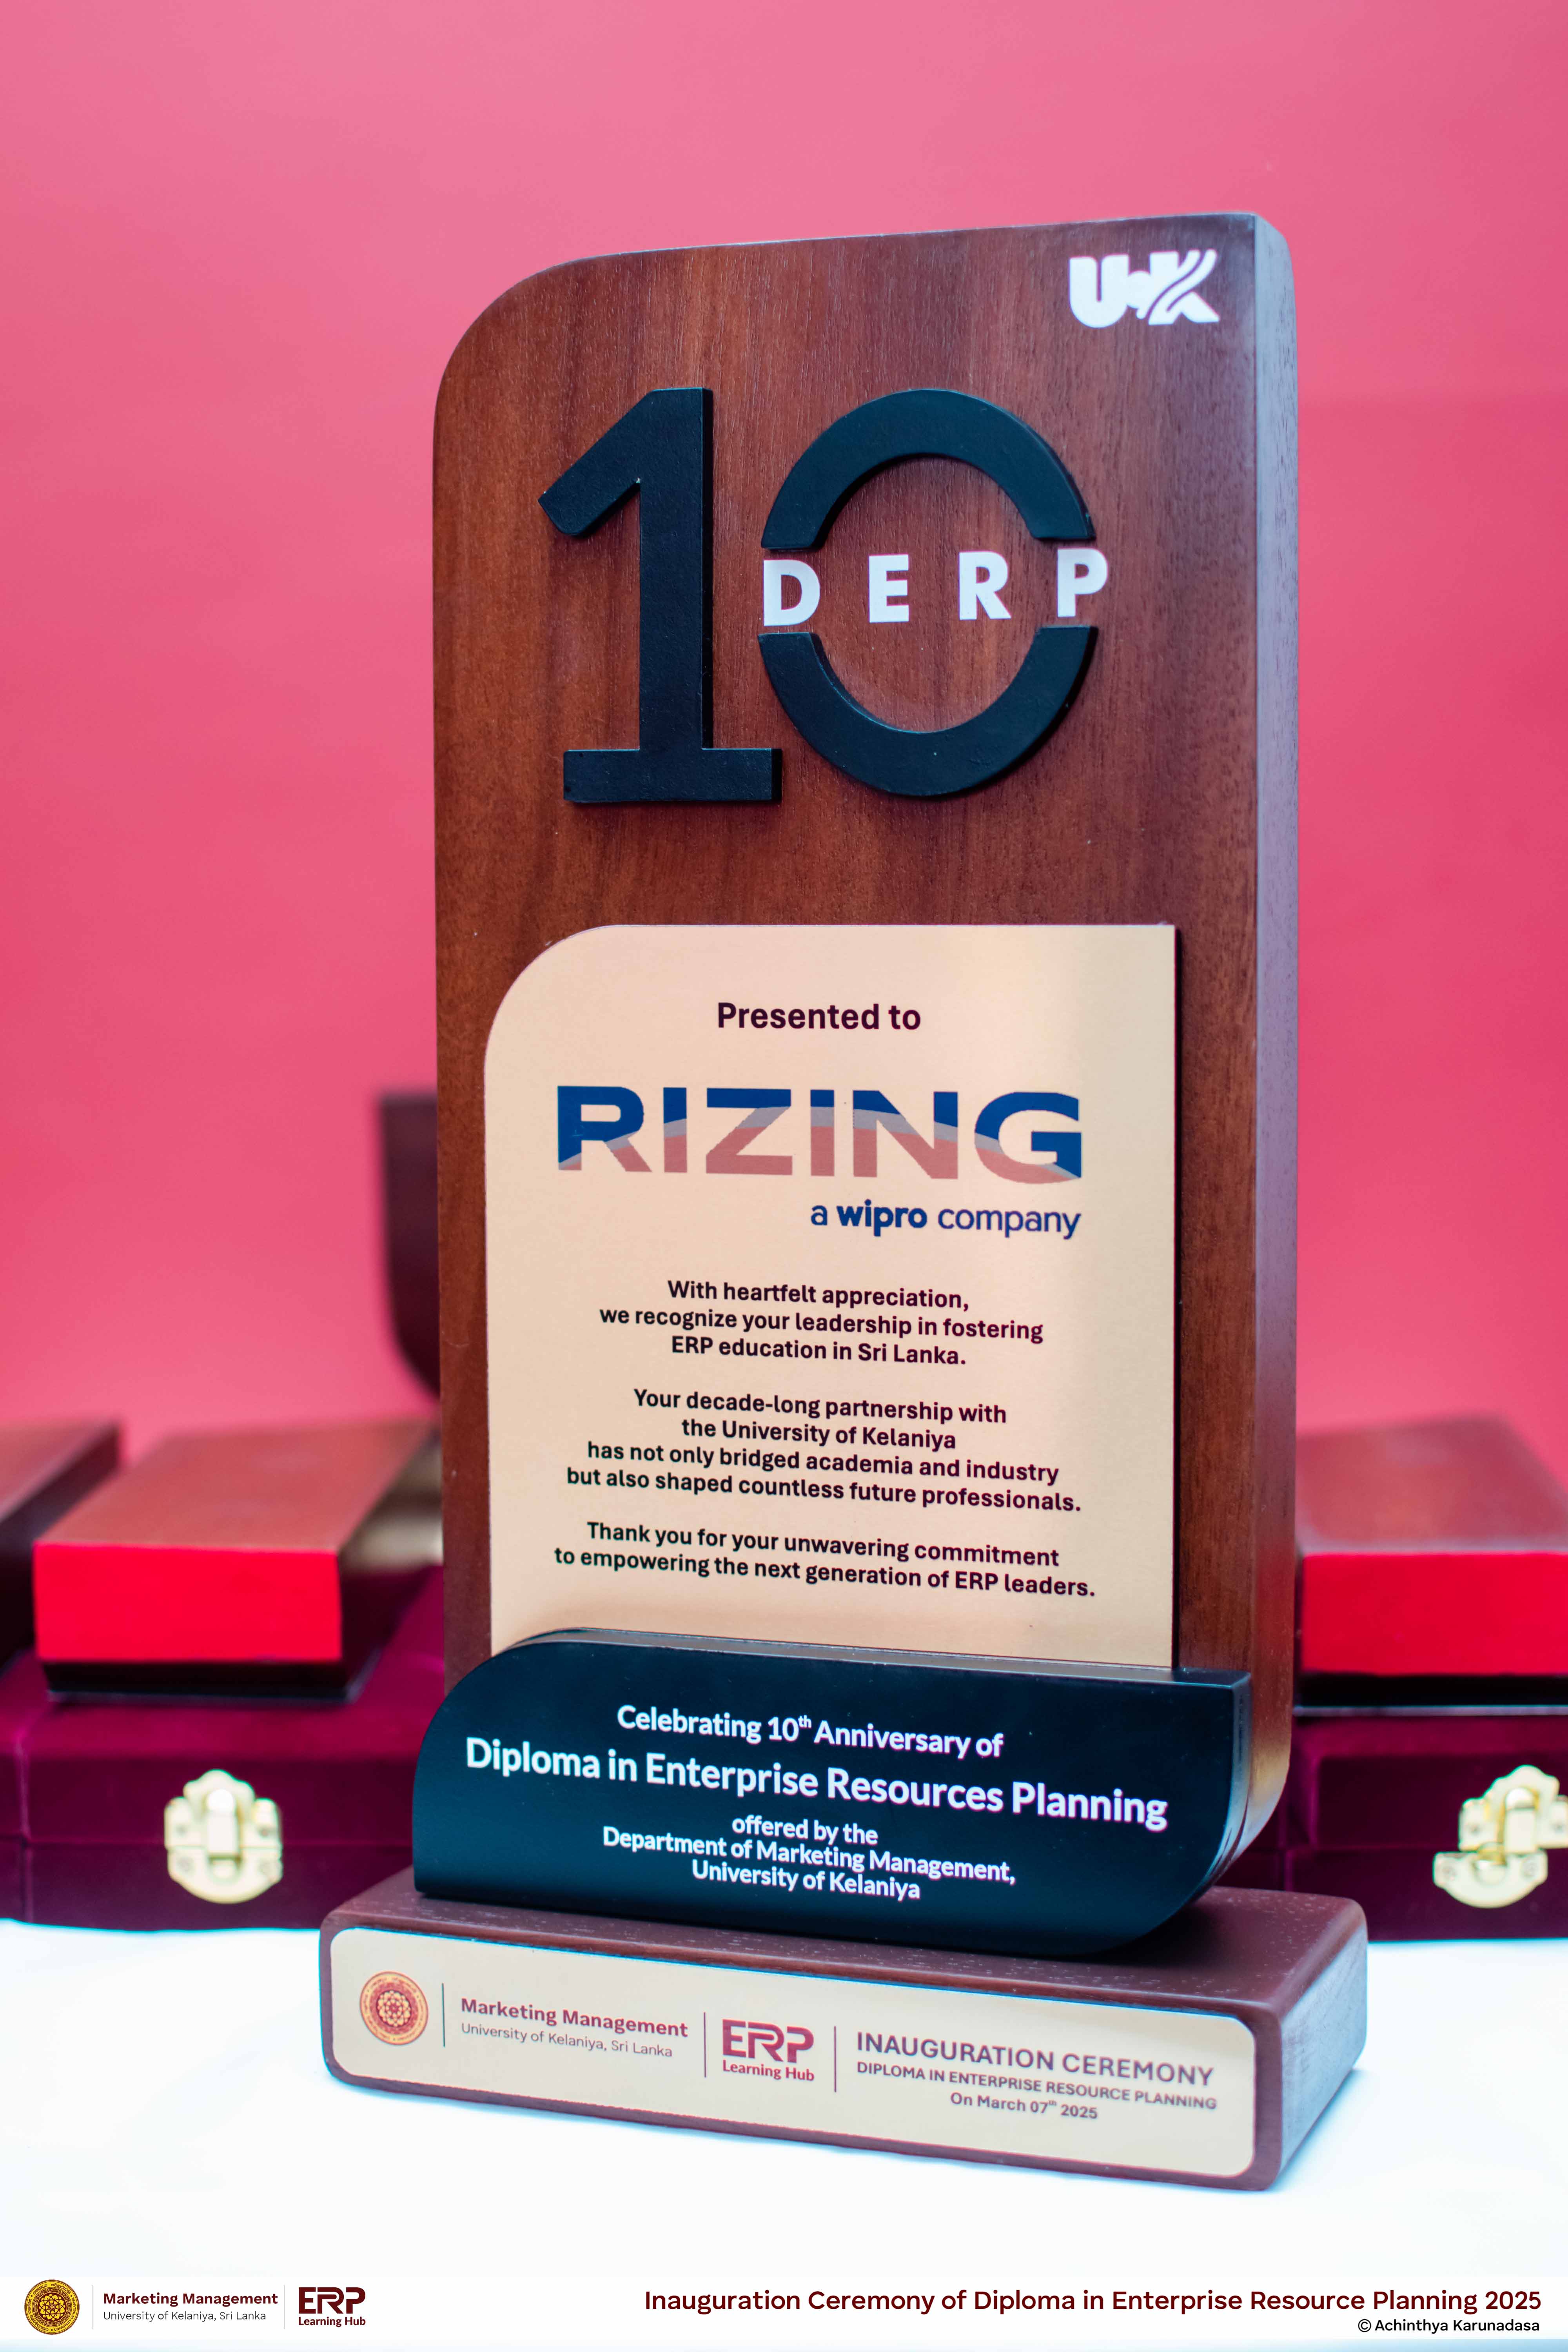 UoK
10
DERP
Presented to
RIZING
a wipro company
With heartfelt appreciation,
we recognize your leadership in fostering
ERP education in Sri Lanka.
Your decade-long partnership with
the University of Kelaniya
has not only bridged academia and industry
but also shaped countless future professionals.
Thank you for your unwavering commitment
to empowering the next generation of ERP leaders.
Celebrating 10th Anniversary of
Diploma in Enterprise Resources Planning
offered by the
Department of Marketing Management,
University of Kelaniya
Marketing Management
University of Kelaniya, Sri Lanka
ERP
Learning Hub
INAUGURATION CEREMONY
DIPLOMA IN ENTERPRISE RESOURCE PLANNING
On March 07th 2025
Marketing Management
University of Kelaniya, Sri Lanka
ERP
Learning Hub
Inauguration Ceremony of Diploma in Enterprise Resource Planning 2025
© Achinthya Karunadasa